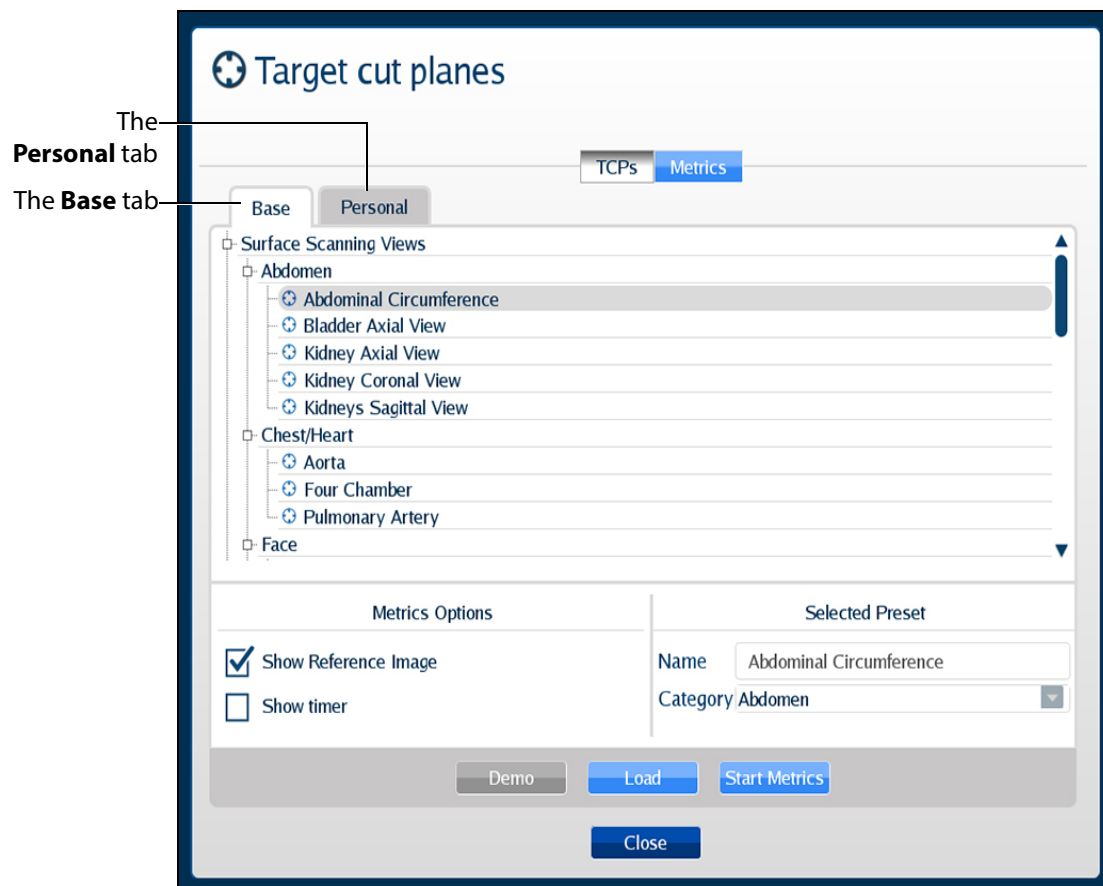 Target cut planes
The
Personal tab
The Base tab
TCPs Metrics
Base Personal
Surface Scanning Views
Abdomen
Abdominal Circumference
Bladder Axial View
Kidney Axial View
Kidney Coronal View
Kidneys Sagittal View
Chest/Heart
Aorta
Four Chamber
Pulmonary Artery
Face
Metrics Options
Show Reference Image
Show timer
Selected Preset
Name Abdominal Circumference
Category Abdomen
Demo Load Start Metrics
Close